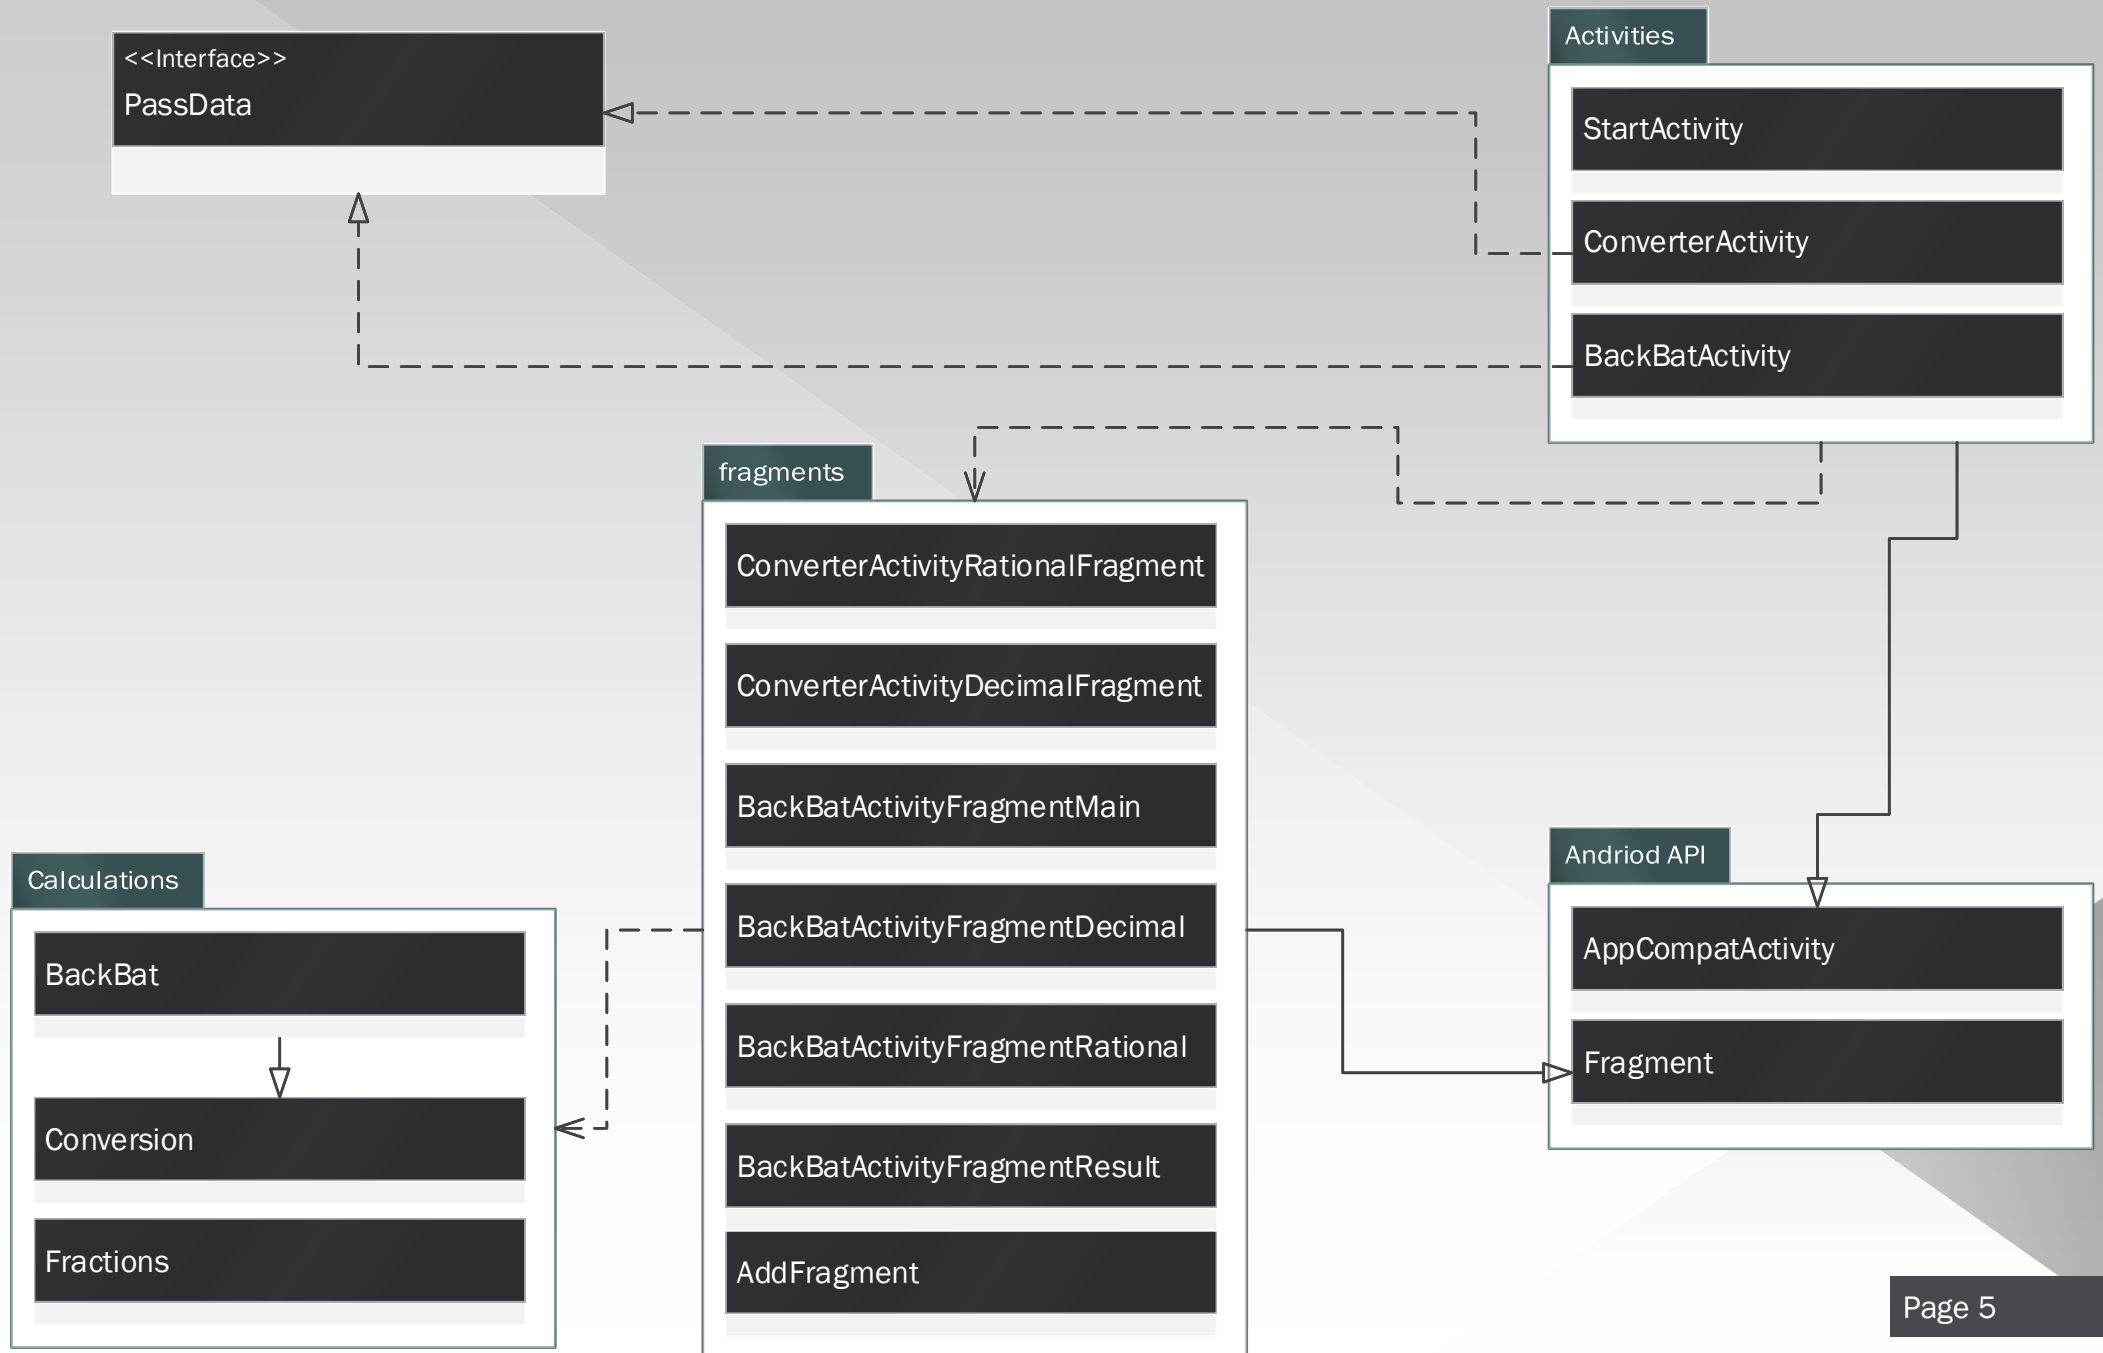 <<Interface>>
PassData
Activities
StartActivity
ConverterActivity
BackBatActivity
fragments
ConverterActivityRationalFragment
ConverterActivityDecimalFragment
BackBatActivityFragmentMain
BackBatActivityFragmentDecimal
BackBatActivityFragmentRational
BackBatActivityFragmentResult
AddFragment
Calculations
BackBat
Conversion
Fractions
Andriod API
AppCompatActivity
Fragment
Page 5